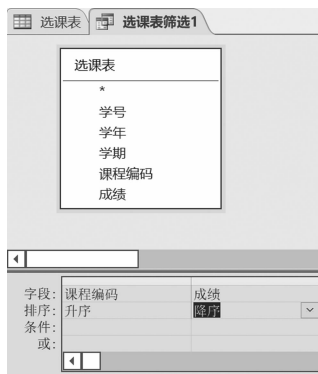 选课表 选课表筛选1
选课表
*
学号
学年
学期
课程编码
成绩
字段: 课程编码 成绩
排序: 升序 降序
条件:
或: